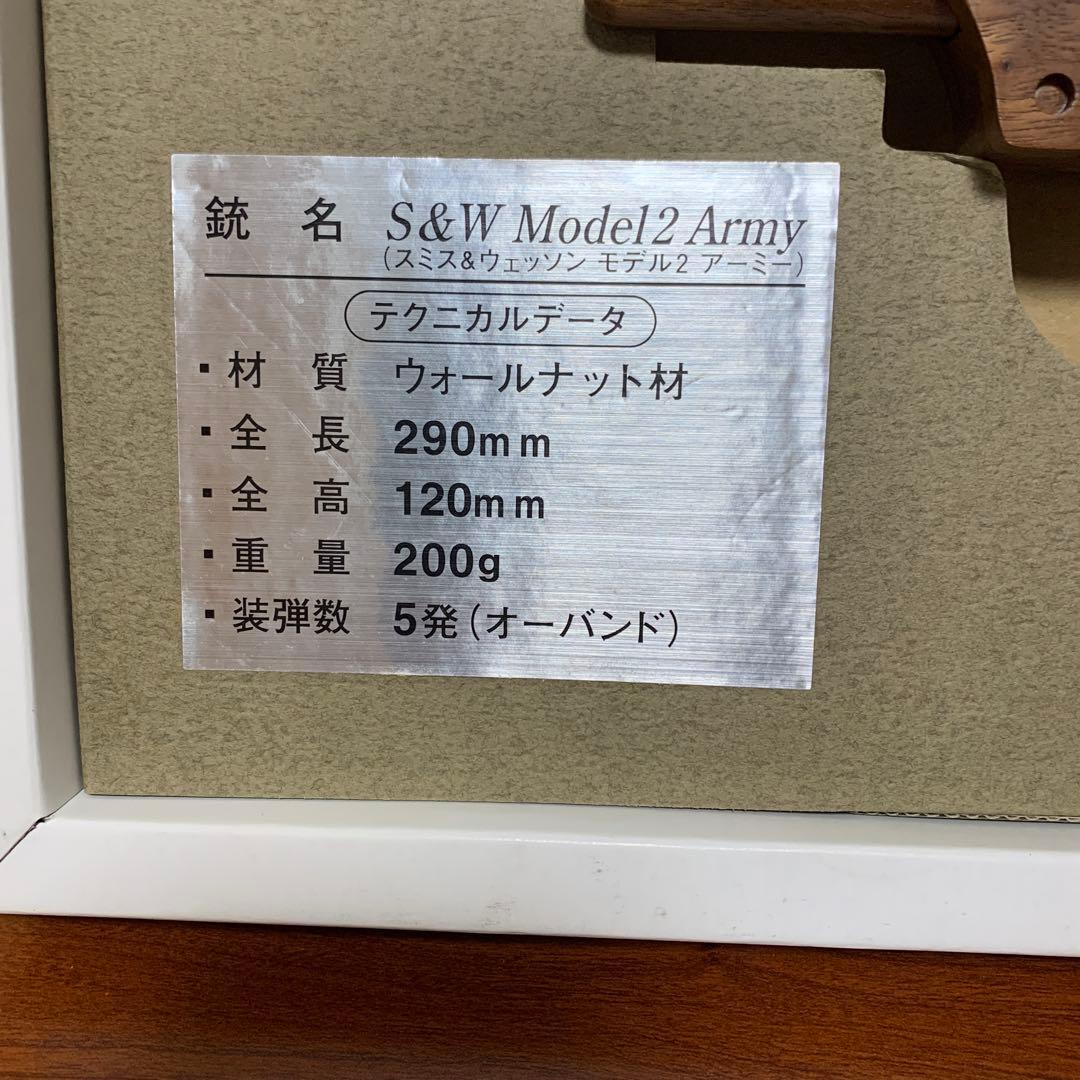 銃 名 S&W Model 2 Army
(スミス&ウェッソン モデル2 アーミー)
テクニカルデータ
▪材 質 ウォールナット材
▪全 長 290mm
▪全 高 120mm
▪重 量 200g
▪装弾数 5発(オーバンド)